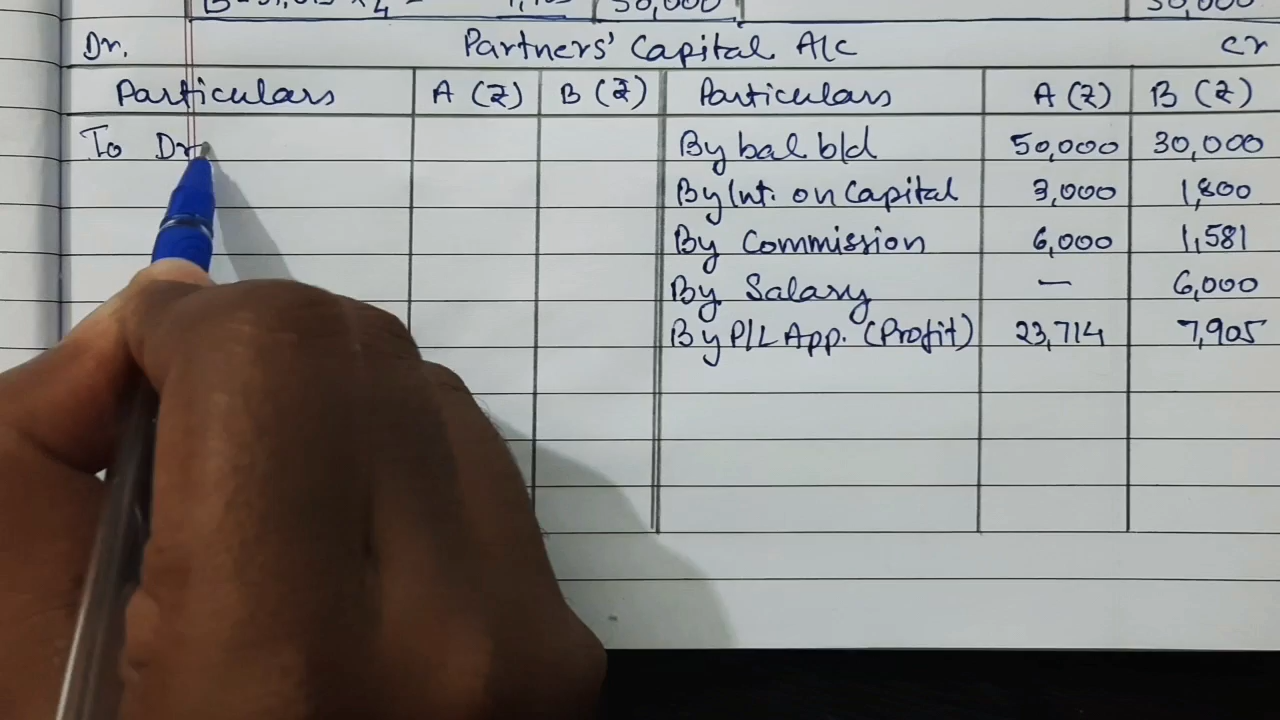 50,000
Dr. Partners' Capital A/c Cr
Particulars A (₹) B (₹) Particulars A (₹) B (₹)
To Dr By bal b/d 50,000 30,000
By Int. on Capital 3,000 1,800
By Commission 6,000 1,581
By Salary — 6,000
By P/L App. (Profit) 23,714 7,905